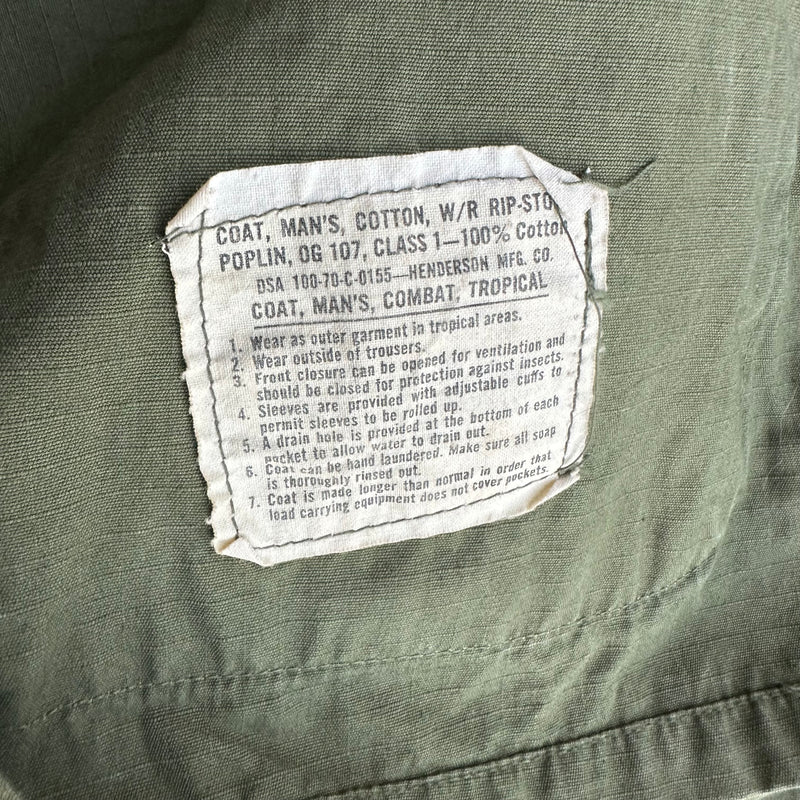 COAT, MAN'S, COTTON, W/R RIP-STO
POPLIN, OG 107, CLASS 1—100% Cotton
DSA 100-70-C-0155—HENDERSON MFG. CO.
COAT, MAN'S, COMBAT, TROPICAL
1. Wear as outer garment in tropical areas.
2. Wear outside of trousers.
3. Front closure can be opened for ventilation and
should be closed for protection against insects.
4. Sleeves are provided with adjustable cuffs to
permit sleeves to be rolled up.
5. A drain hole is provided at the bottom of each
pocket to allow water to drain out.
6. Coat can be hand laundered. Make sure all soap
is thoroughly rinsed out.
7. Coat is made longer than normal in order that
load carrying equipment does not cover pockets.